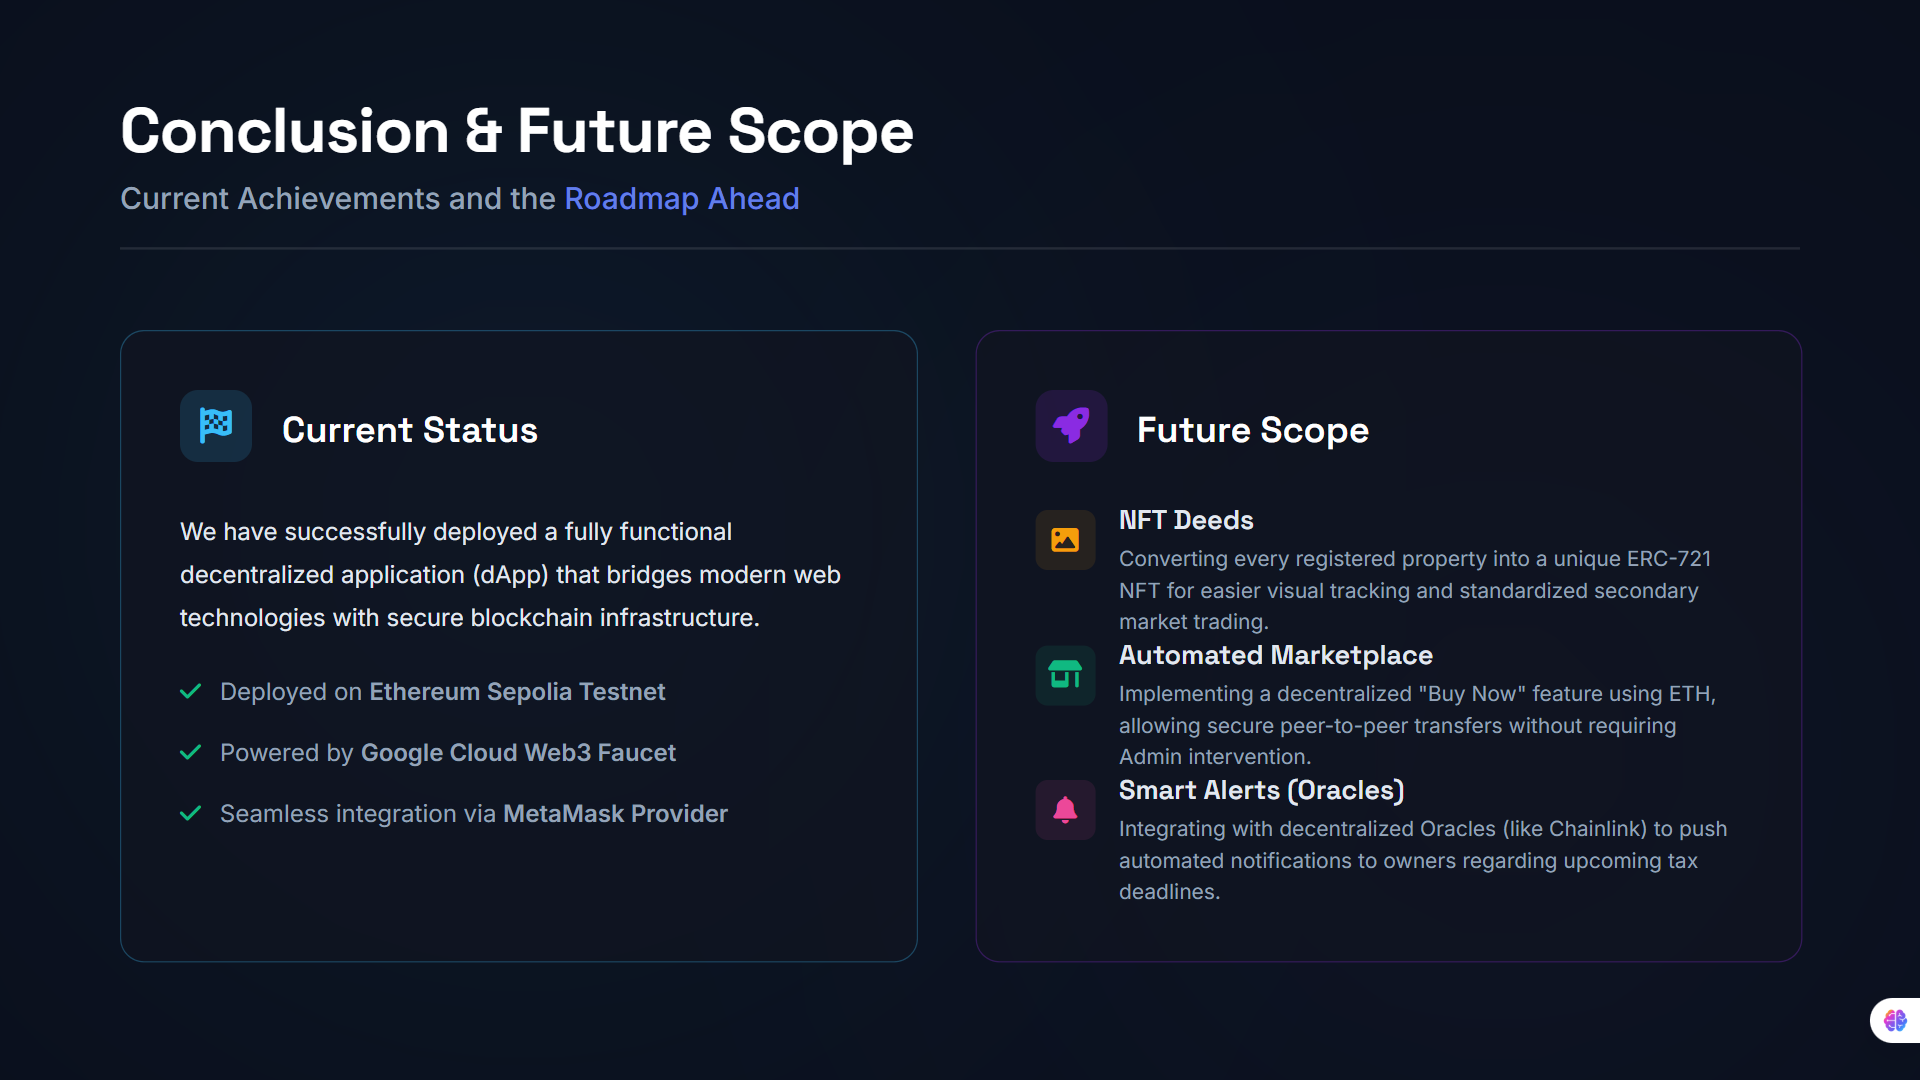 Conclusion & Future Scope
Current Achievements and the Roadmap Ahead
Current Status
We have successfully deployed a fully functional
decentralized application (dApp) that bridges modern web
technologies with secure blockchain infrastructure.
Deployed on Ethereum Sepolia Testnet
Powered by Google Cloud Web3 Faucet
Seamless integration via MetaMask Provider
Future Scope
NFT Deeds
Converting every registered property into a unique ERC-721
NFT for easier visual tracking and standardized secondary
market trading.
Automated Marketplace
Implementing a decentralized "Buy Now" feature using ETH,
allowing secure peer-to-peer transfers without requiring
Admin intervention.
Smart Alerts (Oracles)
Integrating with decentralized Oracles (like Chainlink) to push
automated notifications to owners regarding upcoming tax
deadlines.